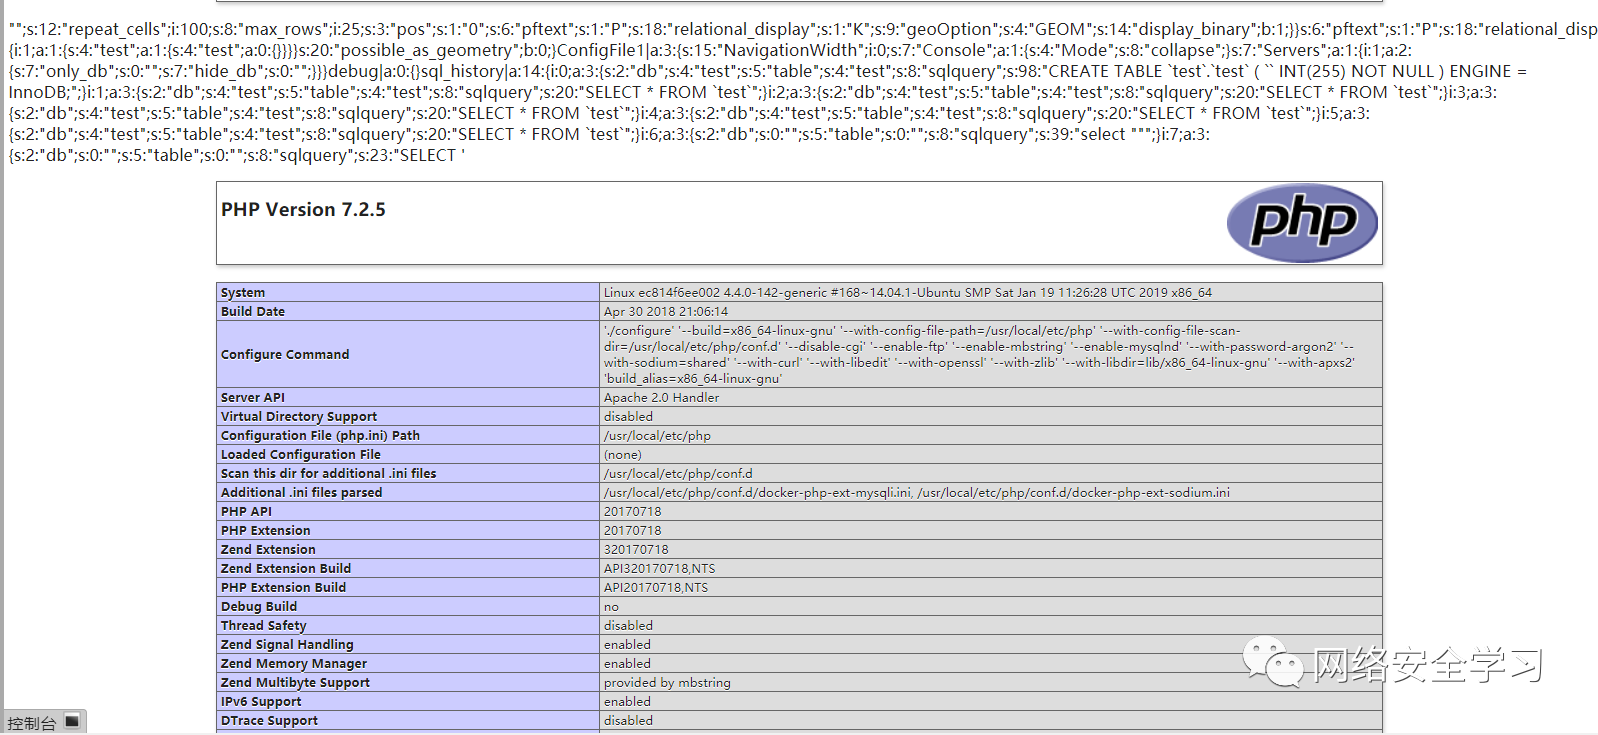 "";s:12:"repeat_cells";i:100;s:8:"max_rows";i:25;s:3:"pos";s:1:"0";s:6:"pftext";s:1:"P";s:18:"relational_display";s:1:"K";s:9:"geoOption";s:4:"GEOM";s:14:"display_binary";b:1;}}s:6:"pftext";s:1:"P";s:18:"relational_disp
{i:1;a:1:{s:4:"test";a:1:{s:4:"test";a:0:{}}}}s:20:"possible_as_geometry";b:0;}ConfigFile1|a:3:{s:15:"NavigationWidth";i:0;s:7:"Console";a:1:{s:4:"Mode";s:8:"collapse";}s:7:"Servers";a:1:{i:1;a:2:
{s:7:"only_db";s:0:"";s:7:"hide_db";s:0:"";}}}debug|a:0:{}sql_history|a:14:{i:0;a:3:{s:2:"db";s:4:"test";s:5:"table";s:4:"test";s:8:"sqlquery";s:98:"CREATE TABLE `test`.`test` ( `` INT(255) NOT NULL ) ENGINE =
InnoDB;";}i:1;a:3:{s:2:"db";s:4:"test";s:5:"table";s:4:"test";s:8:"sqlquery";s:20:"SELECT * FROM `test`";}i:2;a:3:{s:2:"db";s:4:"test";s:5:"table";s:4:"test";s:8:"sqlquery";s:20:"SELECT * FROM `test`";}i:3;a:3:
{s:2:"db";s:4:"test";s:5:"table";s:4:"test";s:8:"sqlquery";s:20:"SELECT * FROM `test`";}i:4;a:3:{s:2:"db";s:4:"test";s:5:"table";s:4:"test";s:8:"sqlquery";s:20:"SELECT * FROM `test`";}i:5;a:3:
{s:2:"db";s:4:"test";s:5:"table";s:4:"test";s:8:"sqlquery";s:20:"SELECT * FROM `test`";}i:6;a:3:{s:2:"db";s:0:"";s:5:"table";s:0:"";s:8:"sqlquery";s:39:"select """;}i:7;a:3:
{s:2:"db";s:0:"";s:5:"table";s:0:"";s:8:"sqlquery";s:23:"SELECT '
PHP Version 7.2.5
php
System Linux ec814f6ee002 4.4.0-142-generic #168~14.04.1-Ubuntu SMP Sat Jan 19 11:26:28 UTC 2019 x86_64
Build Date Apr 30 2018 21:06:14
Configure Command './configure' '--build=x86_64-linux-gnu' '--with-config-file-path=/usr/local/etc/php' '--with-config-file-scan-
dir=/usr/local/etc/php/conf.d' '--disable-cgi' '--enable-ftp' '--enable-mbstring' '--enable-mysqlnd' '--with-password-argon2' '--
with-sodium=shared' '--with-curl' '--with-libedit' '--with-openssl' '--with-zlib' '--with-libdir=lib/x86_64-linux-gnu' '--with-apxs2'
'build_alias=x86_64-linux-gnu'
Server API Apache 2.0 Handler
Virtual Directory Support disabled
Configuration File (php.ini) Path /usr/local/etc/php
Loaded Configuration File (none)
Scan this dir for additional .ini files /usr/local/etc/php/conf.d
Additional .ini files parsed /usr/local/etc/php/conf.d/docker-php-ext-mysqli.ini, /usr/local/etc/php/conf.d/docker-php-ext-sodium.ini
PHP API 20170718
PHP Extension 20170718
Zend Extension 320170718
Zend Extension Build API320170718,NTS
PHP Extension Build API20170718,NTS
Debug Build no
Thread Safety disabled
Zend Signal Handling enabled
Zend Memory Manager enabled
Zend Multibyte Support provided by mbstring
IPv6 Support enabled
DTrace Support disabled
网络安全学习
控制台